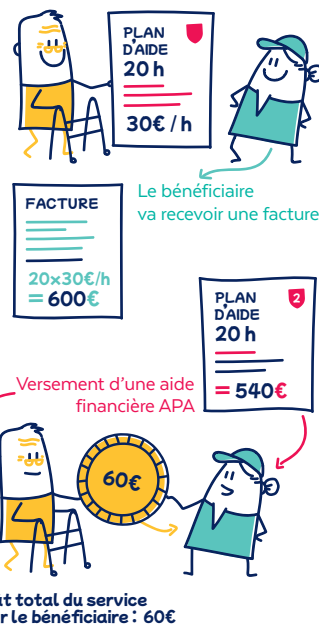 PLAN
D'AIDE
20 h
30€ / h
Le bénéficiaire
va recevoir une facture
FACTURE
20x30€/h
= 600€
PLAN
D'AIDE
2
20 h
= 540€
Versement d'une aide
financière APA
60€
total du service
le bénéficiaire : 60€